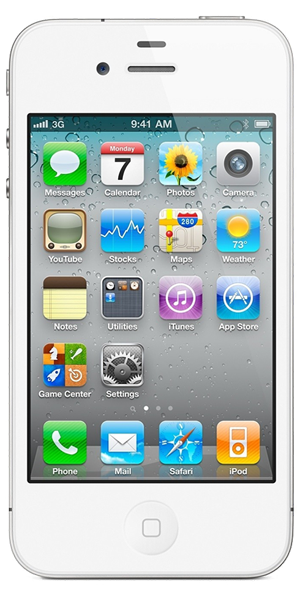 3G 9:41 AM
Monday
7
280
73°
Messages Calendar Photos Camera
YouTube Stocks Maps Weather
Notes Utilities iTunes App Store
Game Center Settings
Phone Mail Safari iPod